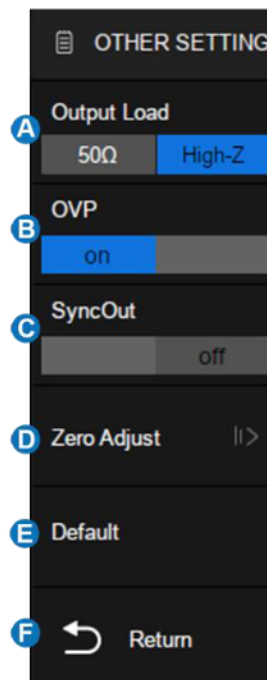 OTHER SETTING
A
Output Load
50Ω High-Z
B
OVP
on
C
SyncOut
off
D
Zero Adjust
E
Default
F
Return